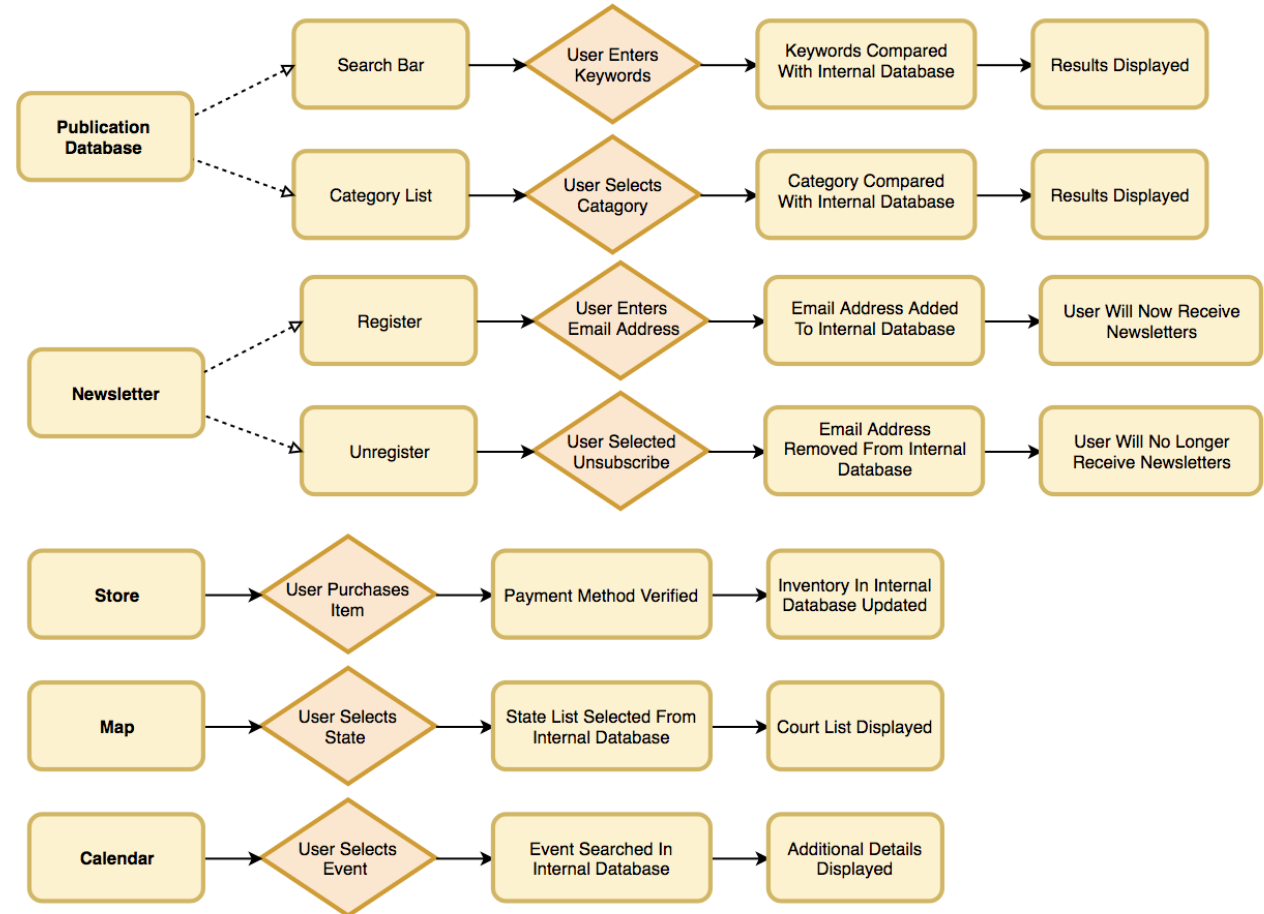 Publication
Database
Search Bar
User Enters
Keywords
Keywords Compared
With Internal Database
Results Displayed
Category List
User Selects
Catagory
Category Compared
With Internal Database
Results Displayed
Newsletter
Register
User Enters
Email Address
Email Address Added
To Internal Database
User Will Now Receive
Newsletters
Unregister
User Selected
Unsubscribe
Email Address
Removed From Internal
Database
User Will No Longer
Receive Newsletters
Store
User Purchases
Item
Payment Method Verified
Inventory In Internal
Database Updated
Map
User Selects
State
State List Selected From
Internal Database
Court List Displayed
Calendar
User Selects
Event
Event Searched In
Internal Database
Additional Details
Displayed